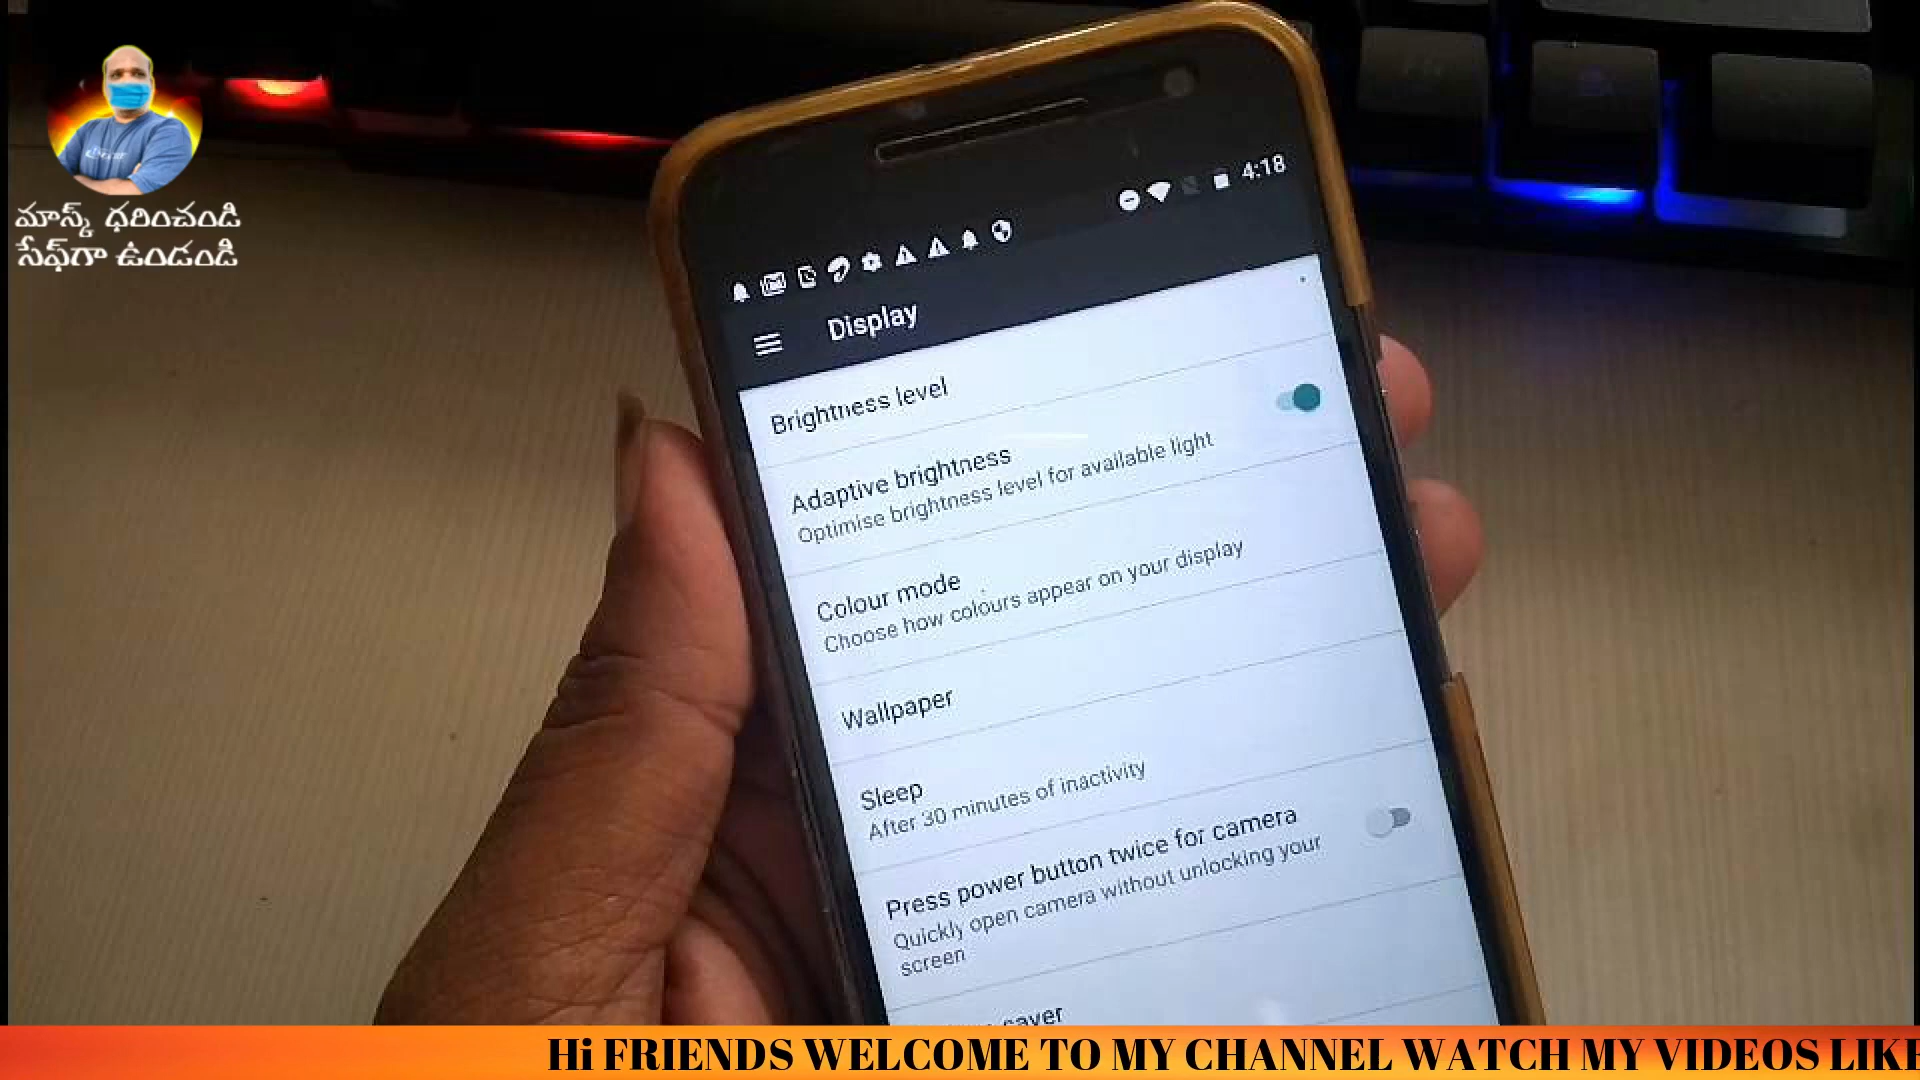 మాస్క్ ధరించండి
సేఫ్‌గా ఉండండి
4:18
Display
Brightness level
Adaptive brightness
Optimise brightness level for available light
Colour mode
Choose how colours appear on your display
Wallpaper
Sleep
After 30 minutes of inactivity
Press power button twice for camera
Quickly open camera without unlocking your
screen
saver
Hi FRIENDS WELCOME TO MY CHANNEL WATCH MY VIDEOS LIKE